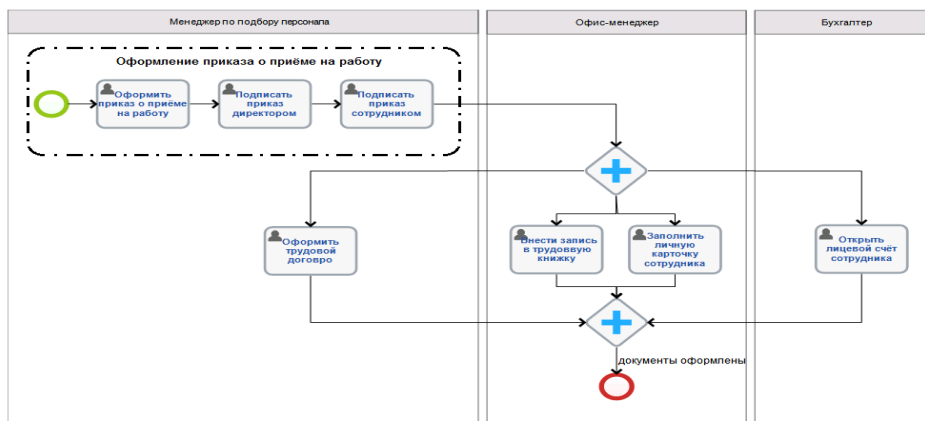 Менеджер по подбору персонала
Офис-менеджер
Бухгалтер
Оформление приказа о приёме на работу
Оформить
приказ о приёме
на работу
Подписать
приказ
директором
Подписать
приказ
сотрудником
Оформить
трудовой
договро
Внести запись
в трудоввую
книжку
Заполнить
личную
карточку
сотрудника
Открыть
лицевой счёт
сотрудника
документы оформлены